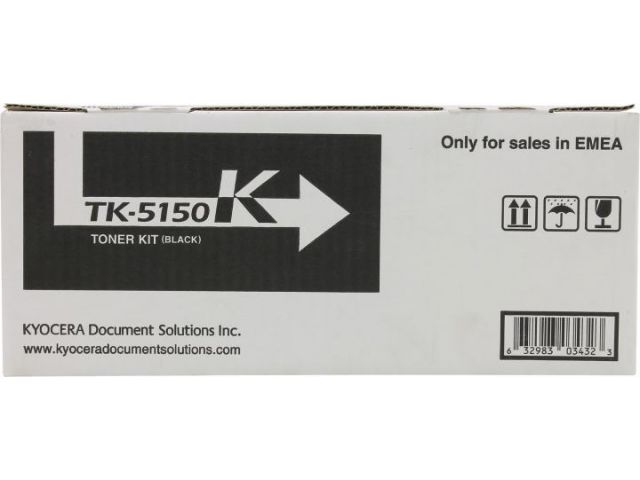 Only for sales in EMEA
TK-5150K
TONER KIT (BLACK)
KYOCERA Document Solutions Inc.
www.kyoceradocumentsolutions.com
6 32983 03432 3